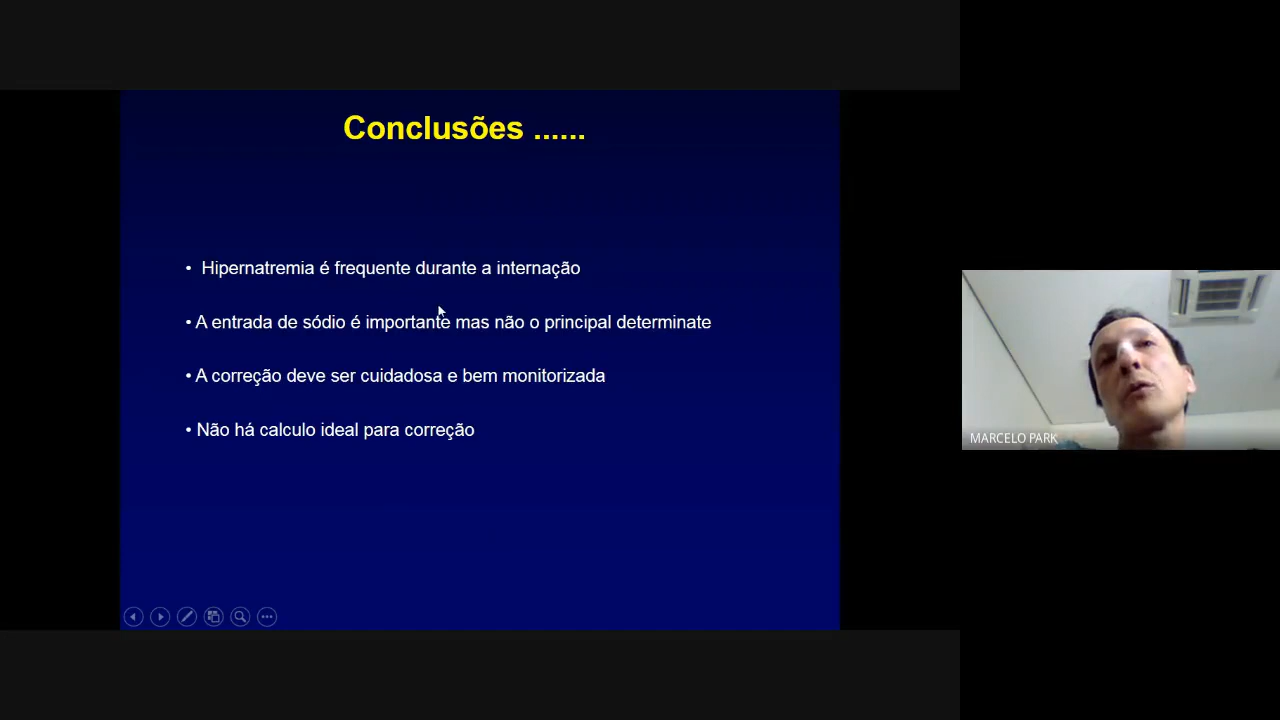 Conclusões ......
• Hipernatremia é frequente durante a internação
• A entrada de sódio é importante mas não o principal determinate
• A correção deve ser cuidadosa e bem monitorizada
• Não há calculo ideal para correção
MARCELO PARK